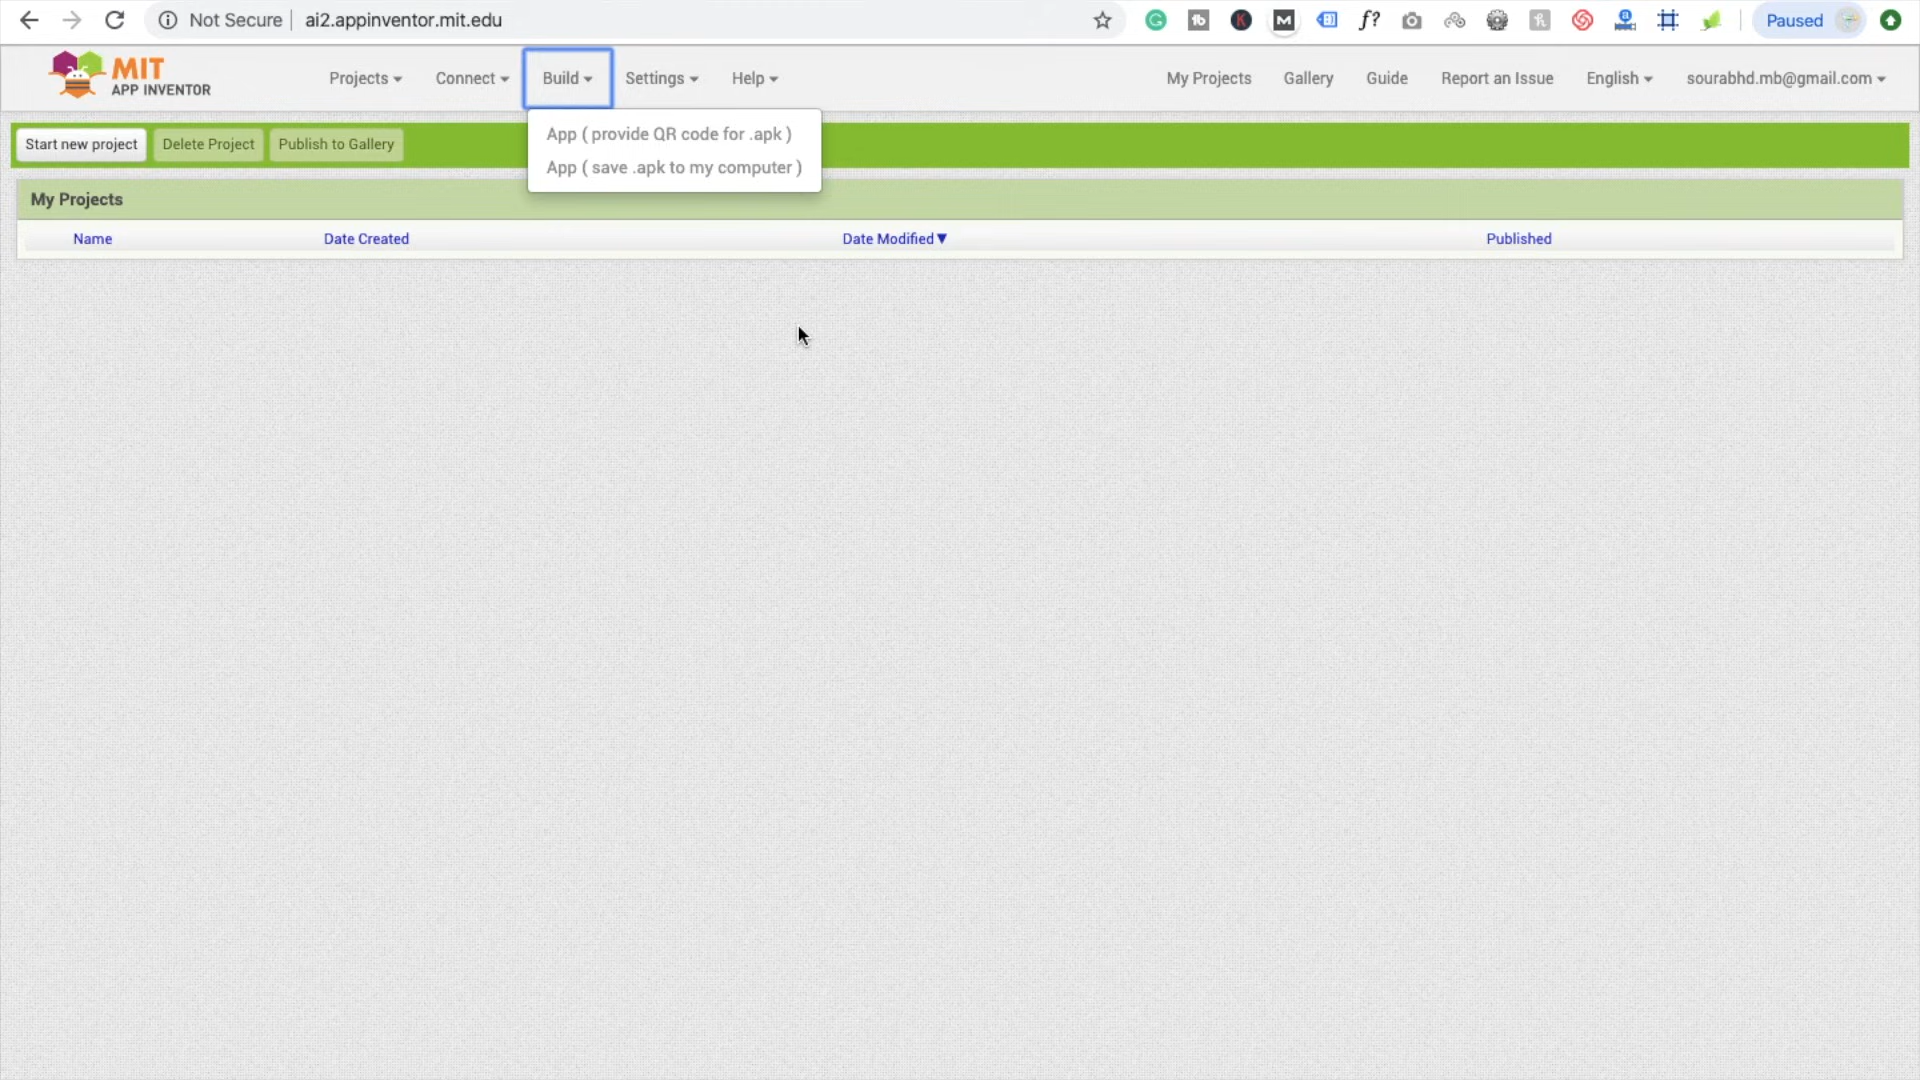 Not Secure ai2.appinventor.mit.edu Paused
MIT
APP INVENTOR
Projects Connect Build Settings Help My Projects Gallery Guide Report an Issue English sourabhd.mb@gmail.com
Start new project Delete Project Publish to Gallery
App ( provide QR code for .apk )
App ( save .apk to my computer )
My Projects
Name Date Created Date Modified▼ Published